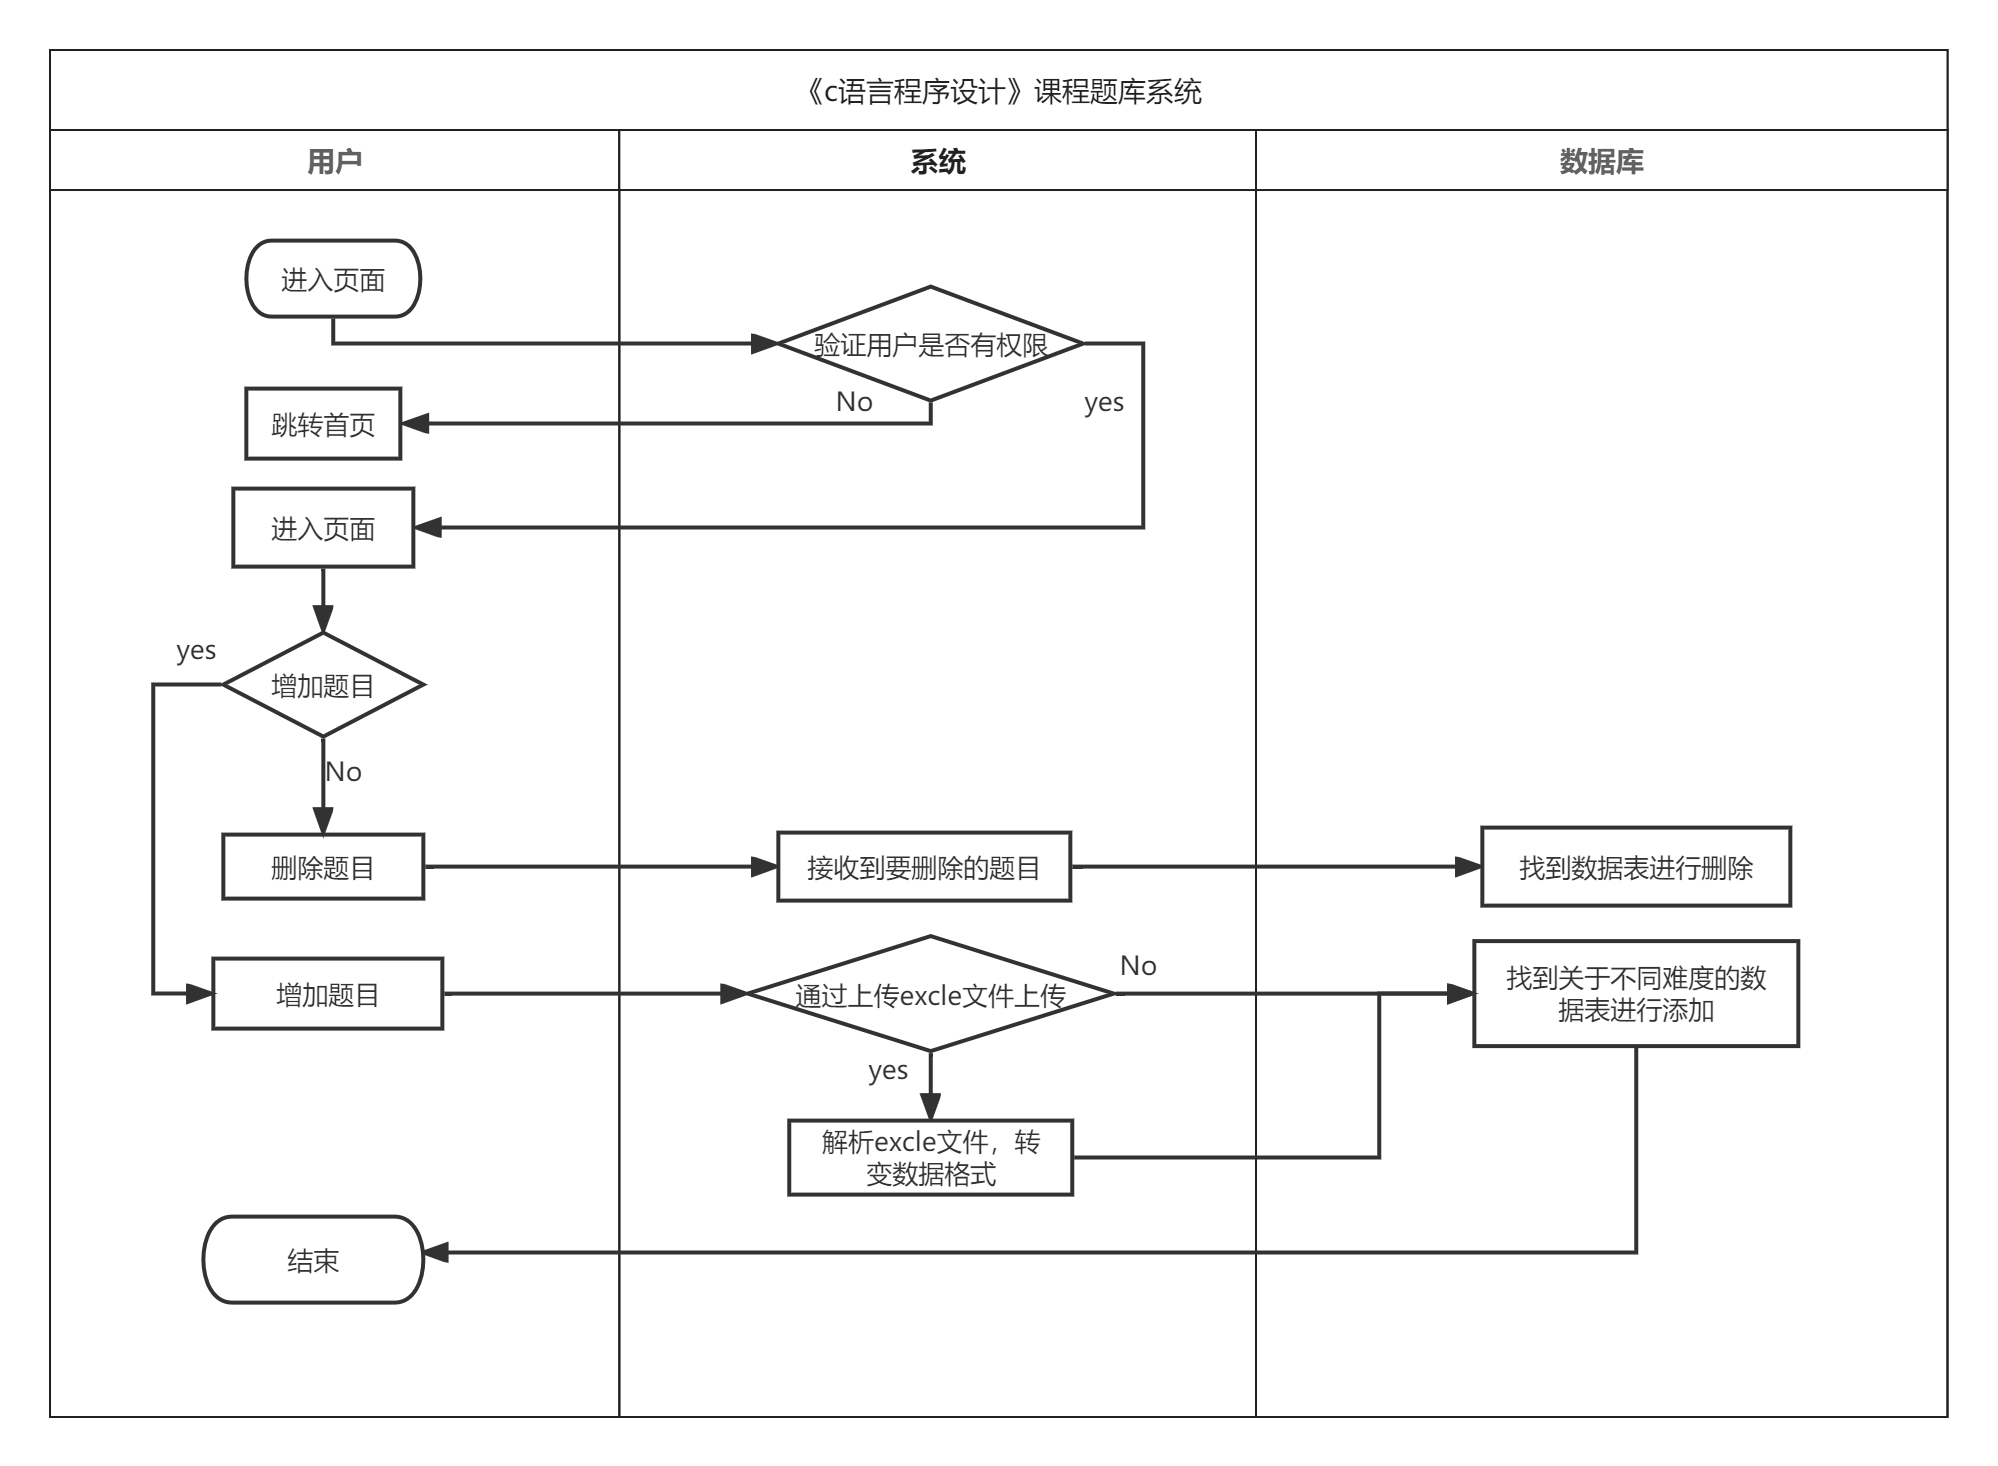 《c语言程序设计》课程题库系统
用户
系统
数据库
进入页面
验证用户是否有权限
No
yes
跳转首页
进入页面
yes
增加题目
No
删除题目
接收到要删除的题目
找到数据表进行删除
增加题目
通过上传excle文件上传
No
找到关于不同难度的数
据表进行添加
yes
解析excle文件，转
变数据格式
结束